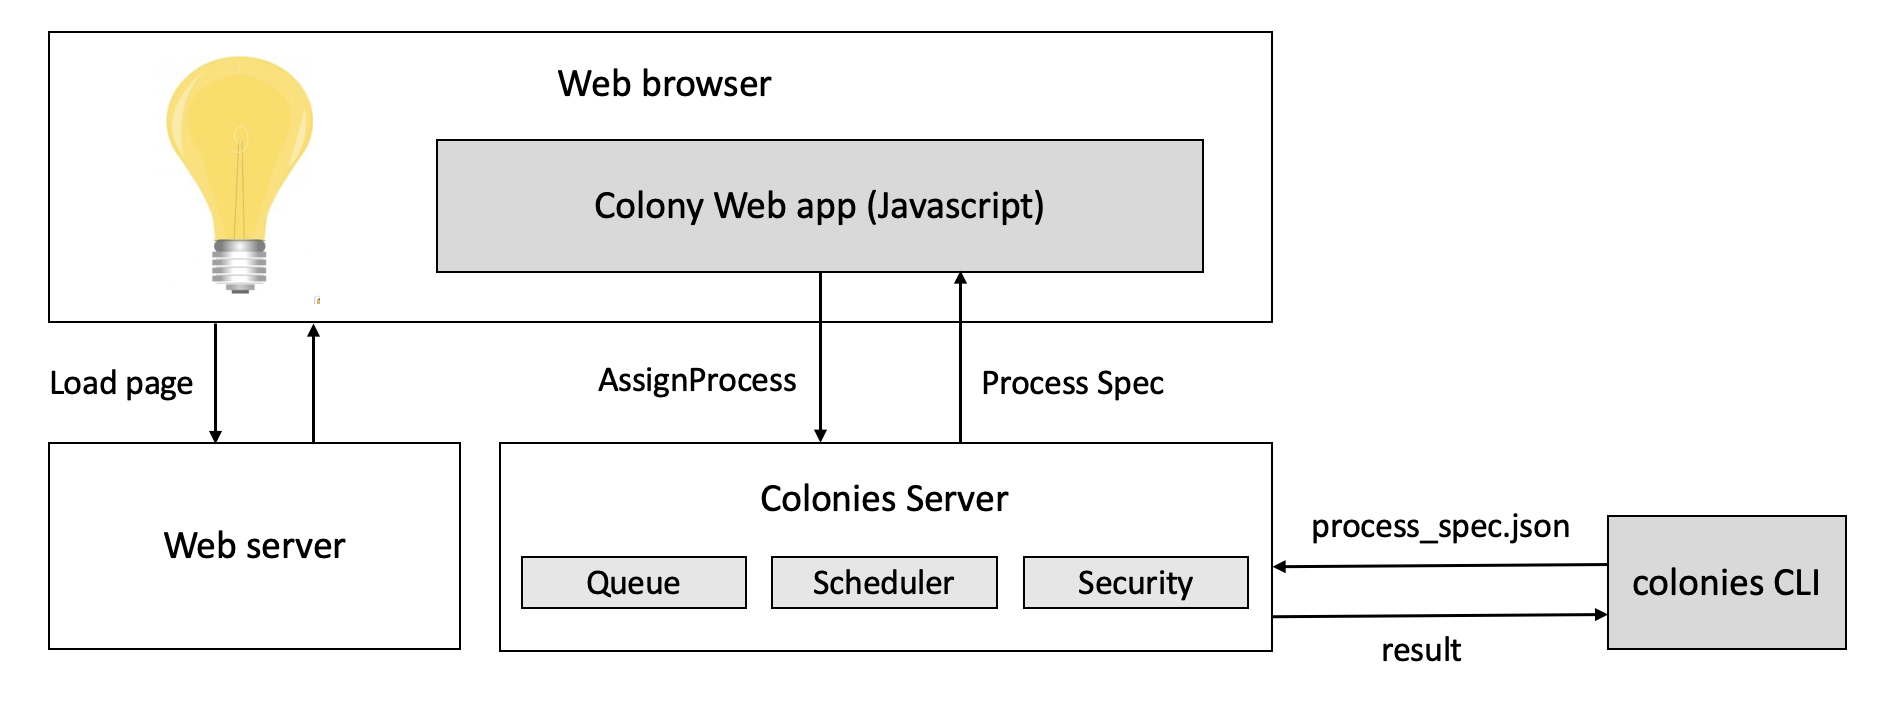 Web browser
Colony Web app (Javascript)
Load page
AssignProcess
Process Spec
Web server
Colonies Server
Queue
Scheduler
Security
process_spec.json
colonies CLI
result